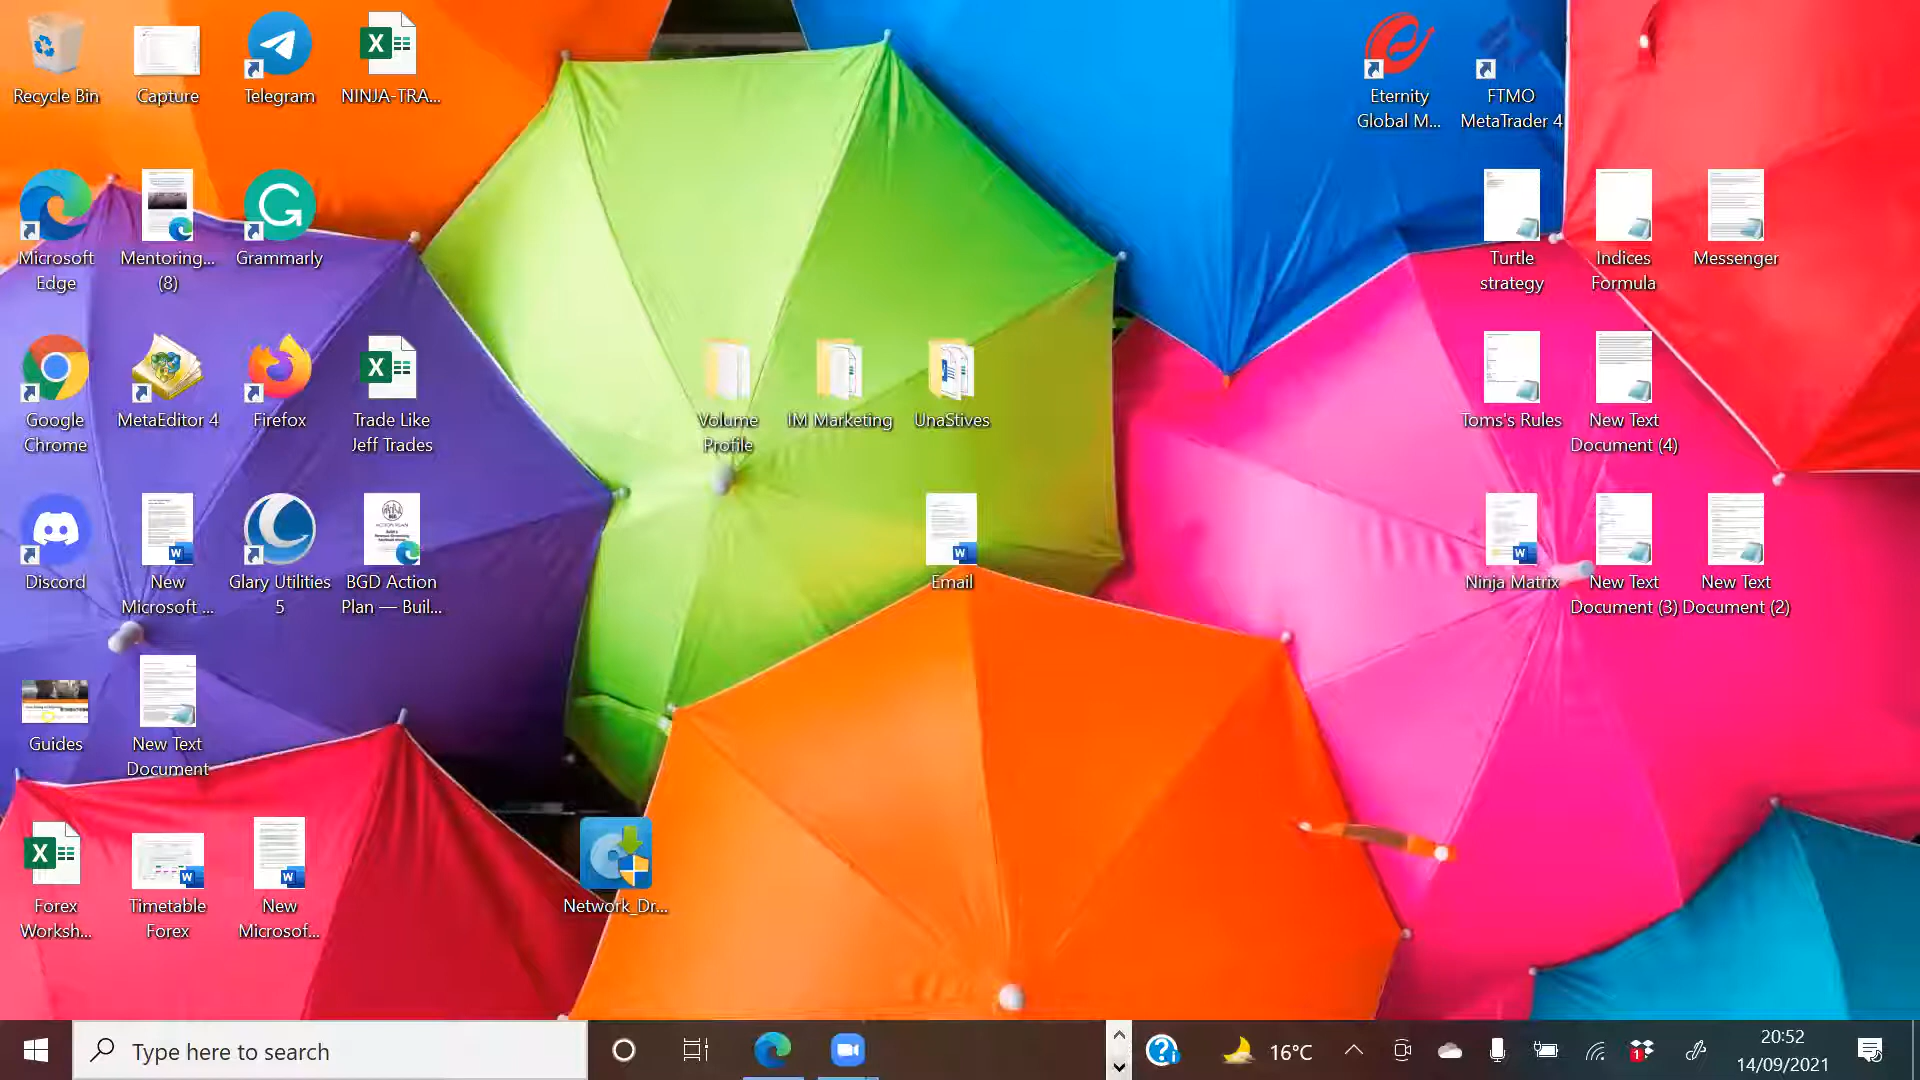 Recycle Bin
Capture
Telegram
NINJA-TRA...
Eternity
Global M...
FTMO
MetaTrader 4
Microsoft
Edge
Mentoring...
(8)
Grammarly
Turtle
strategy
Indices
Formula
Messenger
Google
Chrome
MetaEditor 4
Firefox
Trade Like
Jeff Trades
Volume
Profile
IM Marketing
UnaStives
Toms's Rules
New Text
Document (4)
Discord
New
Microsoft ...
Glary Utilities
5
ACTION PLAN
BGD Action
Plan — Buil...
Email
Ninja Matrix
New Text
Document (3)
New Text
Document (2)
Guides
New Text
Document
Forex
Worksh...
Timetable
Forex
New
Microsof...
Network_Dr...
Type here to search
16°C
1
20:52
14/09/2021